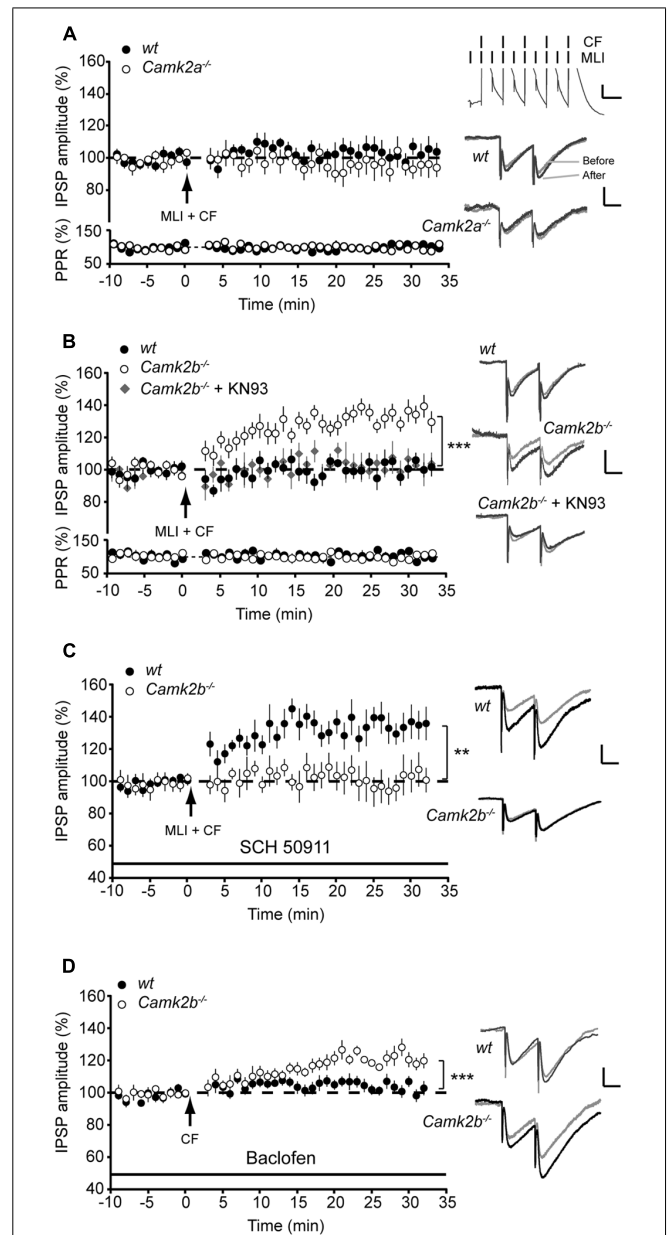 A
wt
Camk2a-/-
IPSP amplitude (%)
160
140
120
100
80
MLI + CF
PPR (%)
150
50
-10 -5 0 5 10 15 20 25 30 35
Time (min)
CF
MLI
wt
Before
After
Camk2a-/-
B
wt
Camk2b-/-
Camk2b-/- + KN93
IPSP amplitude (%)
160
140
120
100
80
***
MLI + CF
PPR (%)
150
50
-10 -5 0 5 10 15 20 25 30 35
Time (min)
wt
Camk2b-/-
Camk2b-/- + KN93
C
wt
Camk2b-/-
IPSP amplitude (%)
160
140
120
100
80
60
40
**
MLI + CF
SCH 50911
-10 -5 0 5 10 15 20 25 30 35
Time (min)
wt
Camk2b-/-
D
wt
Camk2b-/-
IPSP amplitude (%)
160
140
120
100
80
60
40
***
CF
Baclofen
-10 -5 0 5 10 15 20 25 30 35
Time (min)
wt
Camk2b-/-